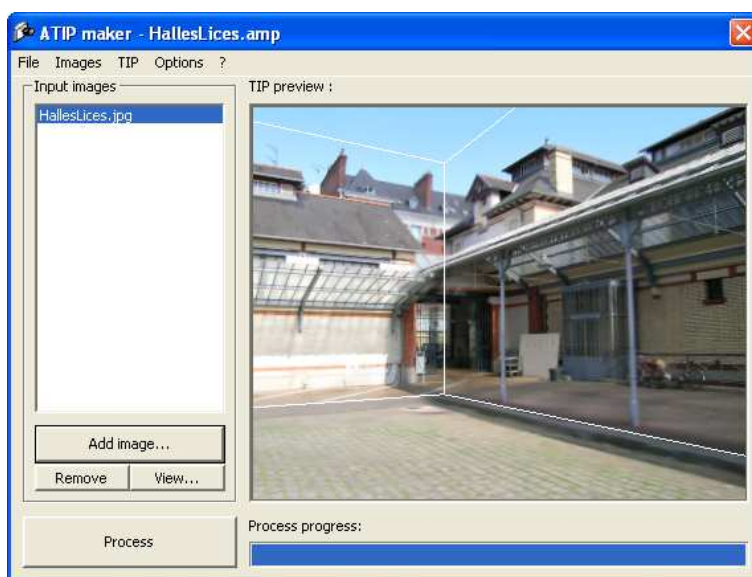 ATIP maker - HallesLices.amp
File Images TIP Options ?
Input images
TIP preview :
HallesLices.jpg
Add image...
Remove View...
Process
Process progress: